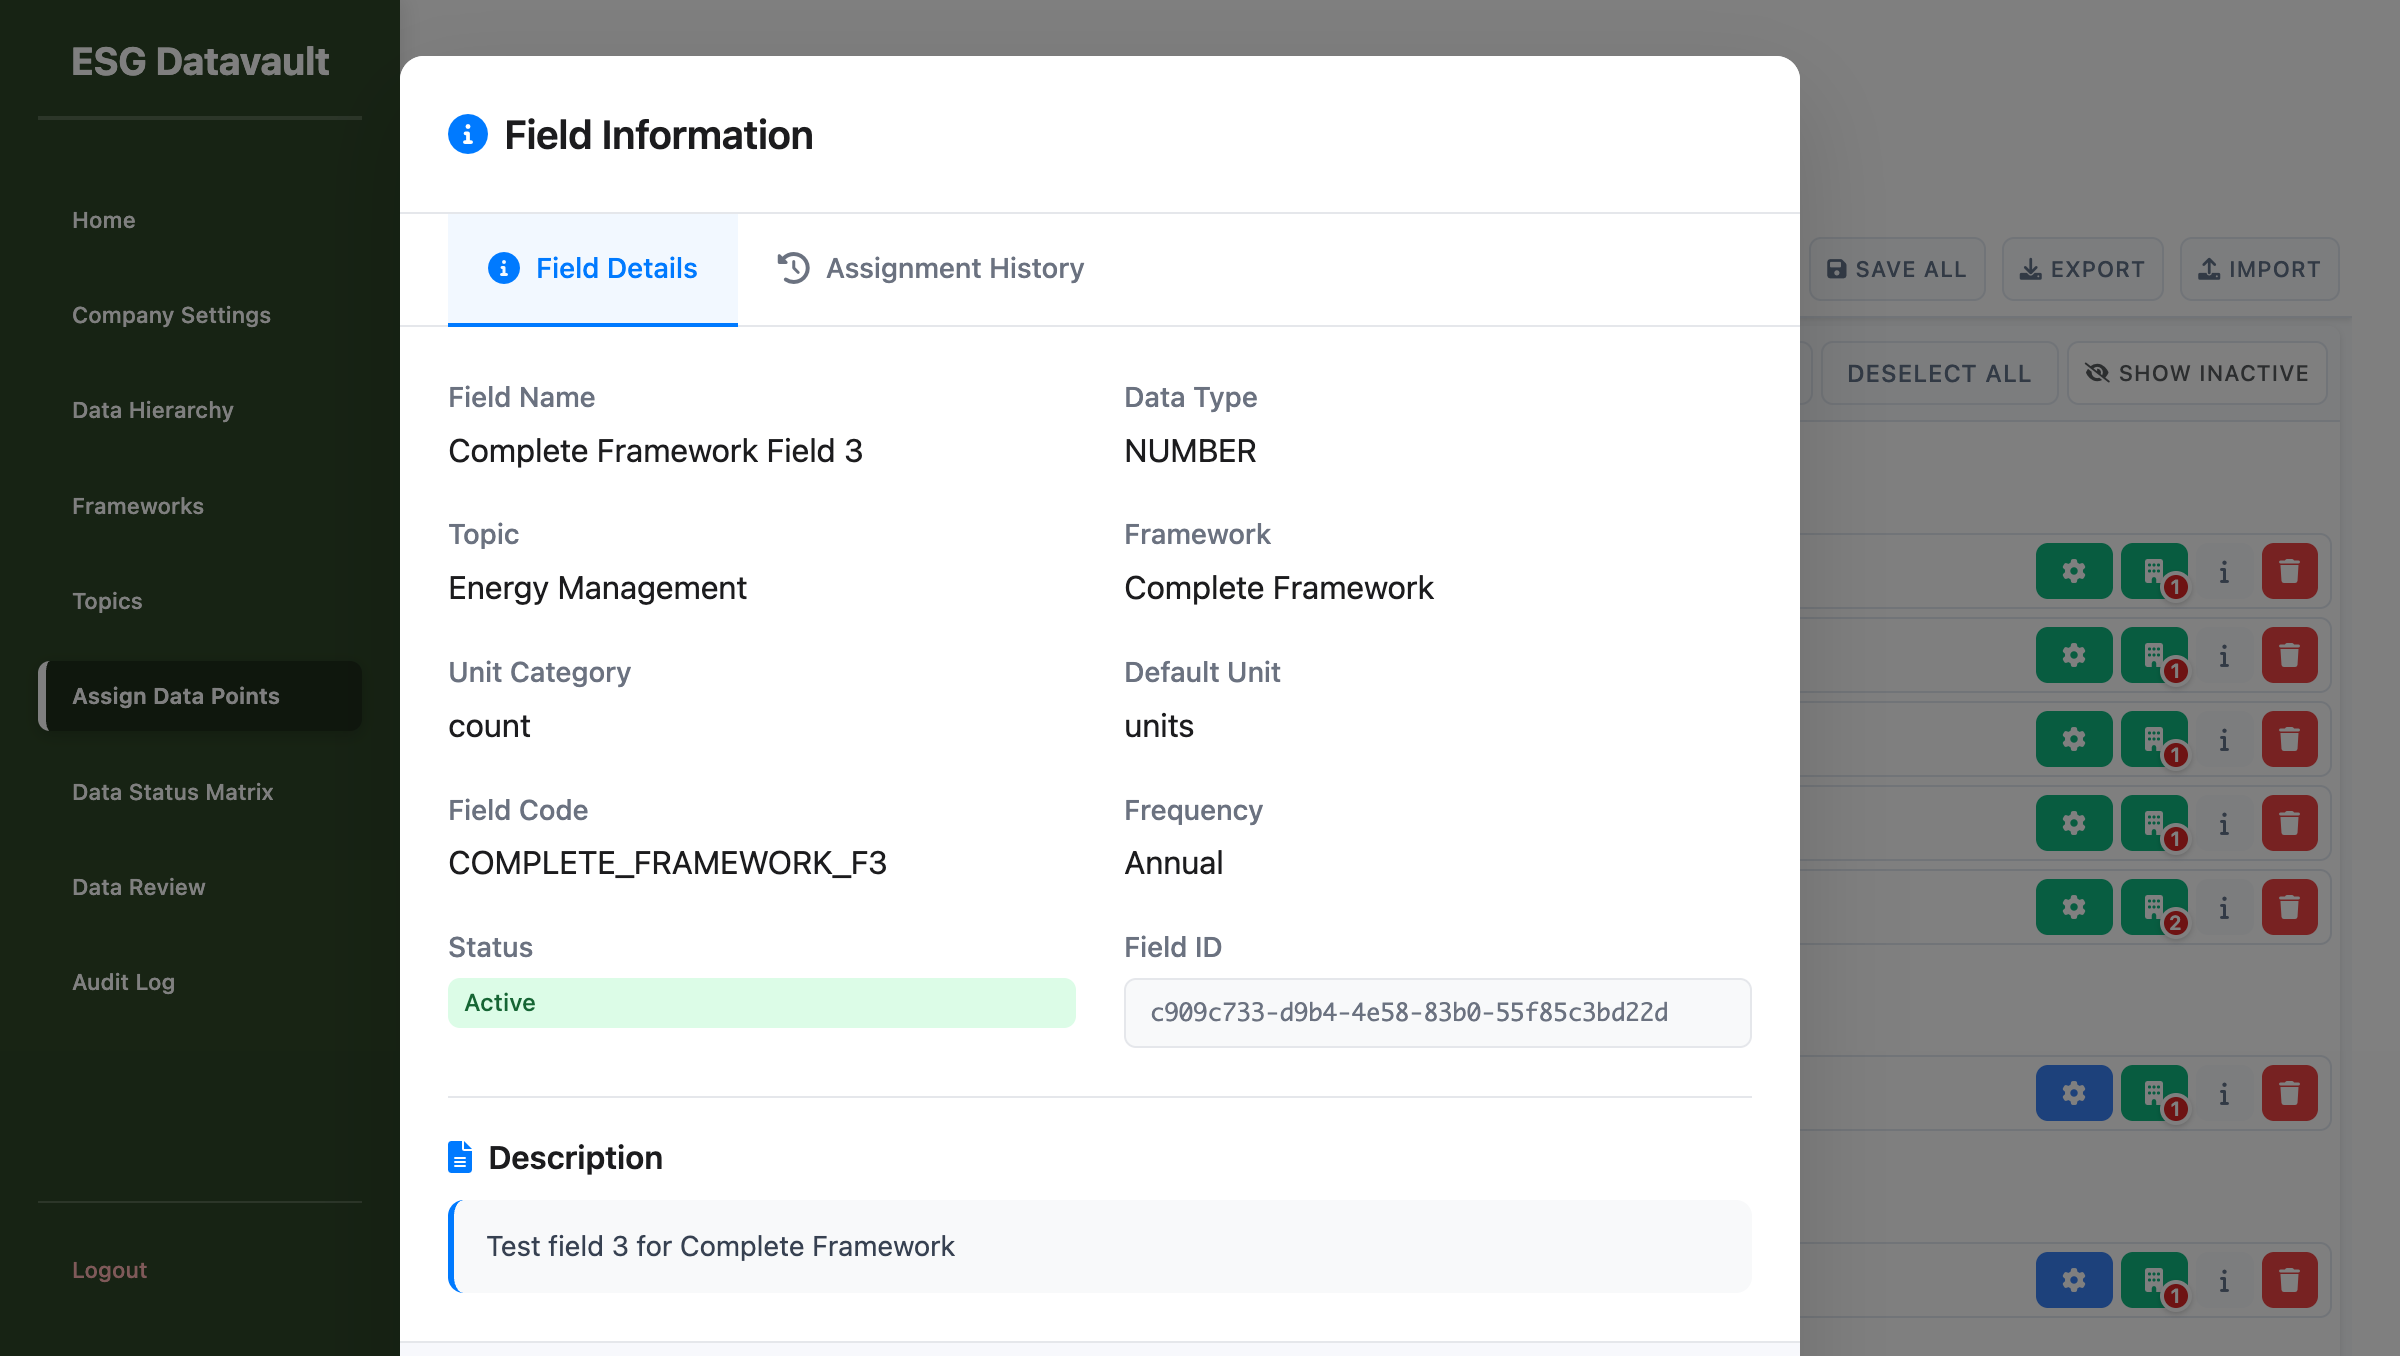 ESG Datavault
Home
Company Settings
Data Hierarchy
Frameworks
Topics
Assign Data Points
Data Status Matrix
Data Review
Audit Log
Logout
Field Information
Field Details
Assignment History
Field Name
Complete Framework Field 3
Data Type
NUMBER
Topic
Energy Management
Framework
Complete Framework
Unit Category
count
Default Unit
units
Field Code
COMPLETE_FRAMEWORK_F3
Frequency
Annual
Status
Active
Field ID
c909c733-d9b4-4e58-83b0-55f85c3bd22d
Description
Test field 3 for Complete Framework
SAVE ALL
EXPORT
IMPORT
DESELECT ALL
SHOW INACTIVE
1
1
1
1
2
1
1